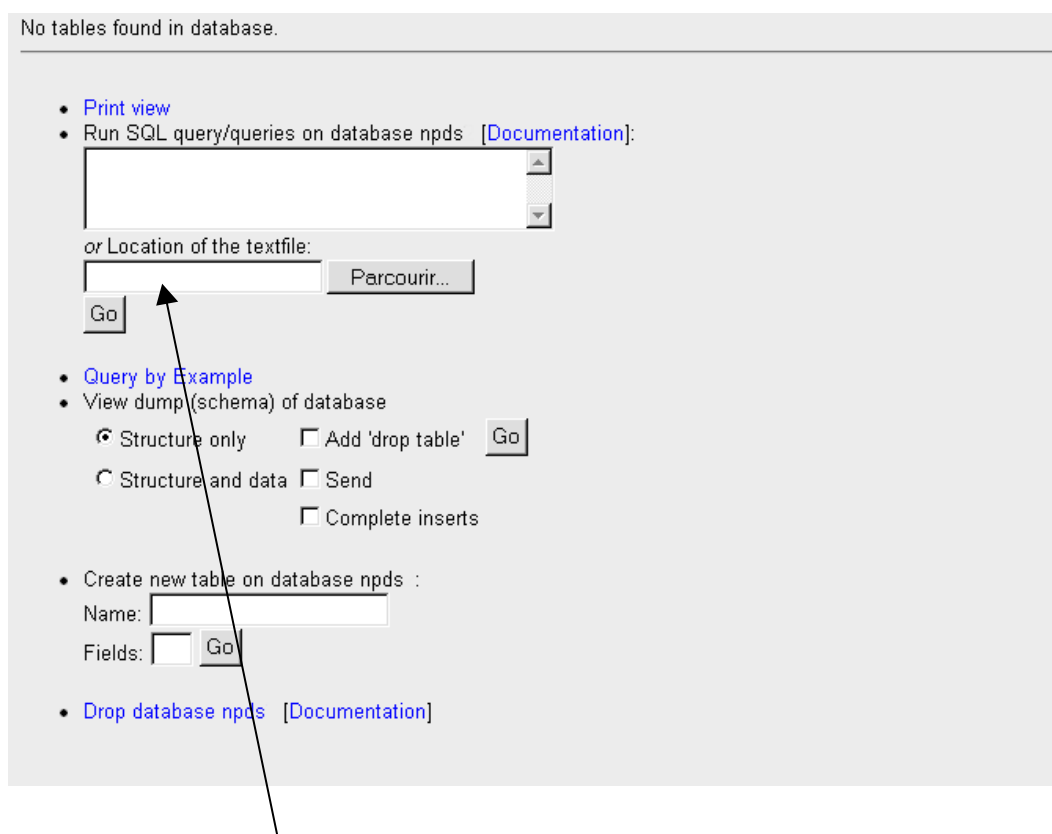 No tables found in database.
Print view
Run SQL query/queries on database npds [Documentation]:
or Location of the textfile:
Parcourir...
Go
Query by Example
View dump (schema) of database
Structure only Add 'drop table' Go
Structure and data Send
Complete inserts
Create new table on database npds :
Name:
Fields: Go
Drop database npds [Documentation]